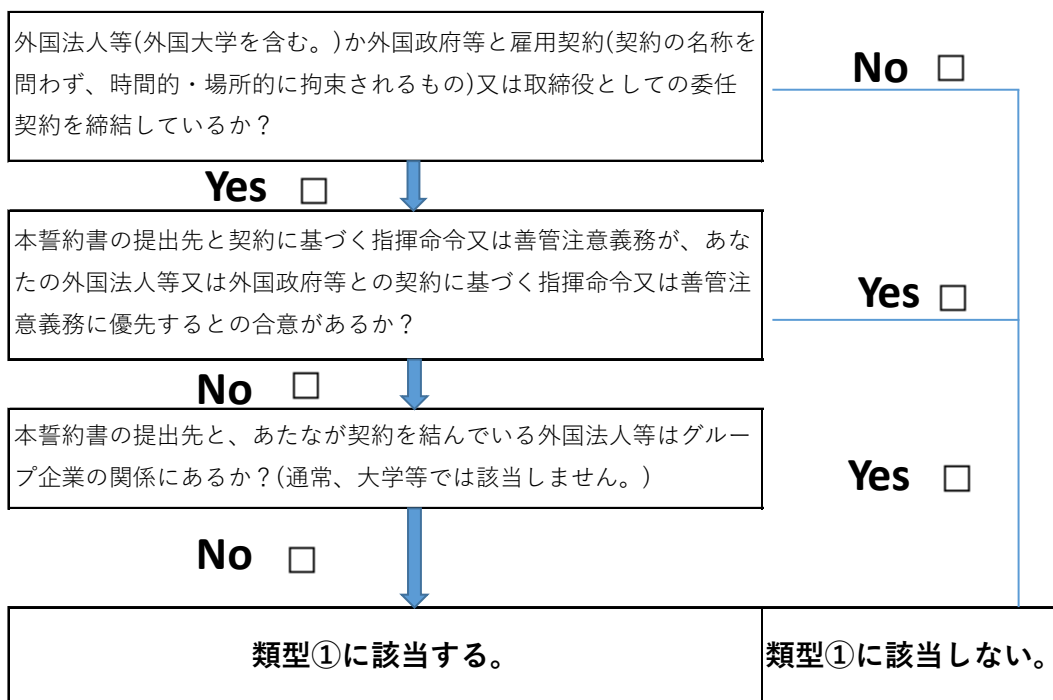 外国法人等(外国大学を含む。)か外国政府等と雇用契約(契約の名称を
問わず、時間的・場所的に拘束されるもの)又は取締役としての委任
契約を締結しているか？
No □
Yes □
本誓約書の提出先と契約に基づく指揮命令又は善管注意義務が、あな
たの外国法人等又は外国政府等との契約に基づく指揮命令又は善管注
意義務に優先するとの合意があるか？
Yes □
No □
本誓約書の提出先と、あたなが契約を結んでいる外国法人等はグルー
プ企業の関係にあるか？(通常、大学等では該当しません。)
Yes □
No □
類型①に該当する。
類型①に該当しない。